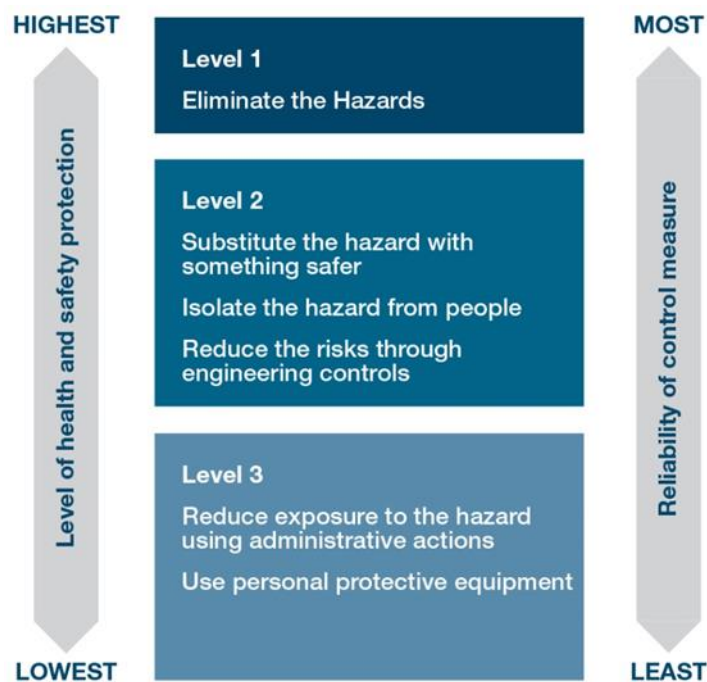 HIGHEST
MOST
Level of health and safety protection
Level 1
Eliminate the Hazards
Level 2
Substitute the hazard with
something safer
Isolate the hazard from people
Reduce the risks through
engineering controls
Level 3
Reduce exposure to the hazard
using administrative actions
Use personal protective equipment
Reliability of control measure
LOWEST
LEAST